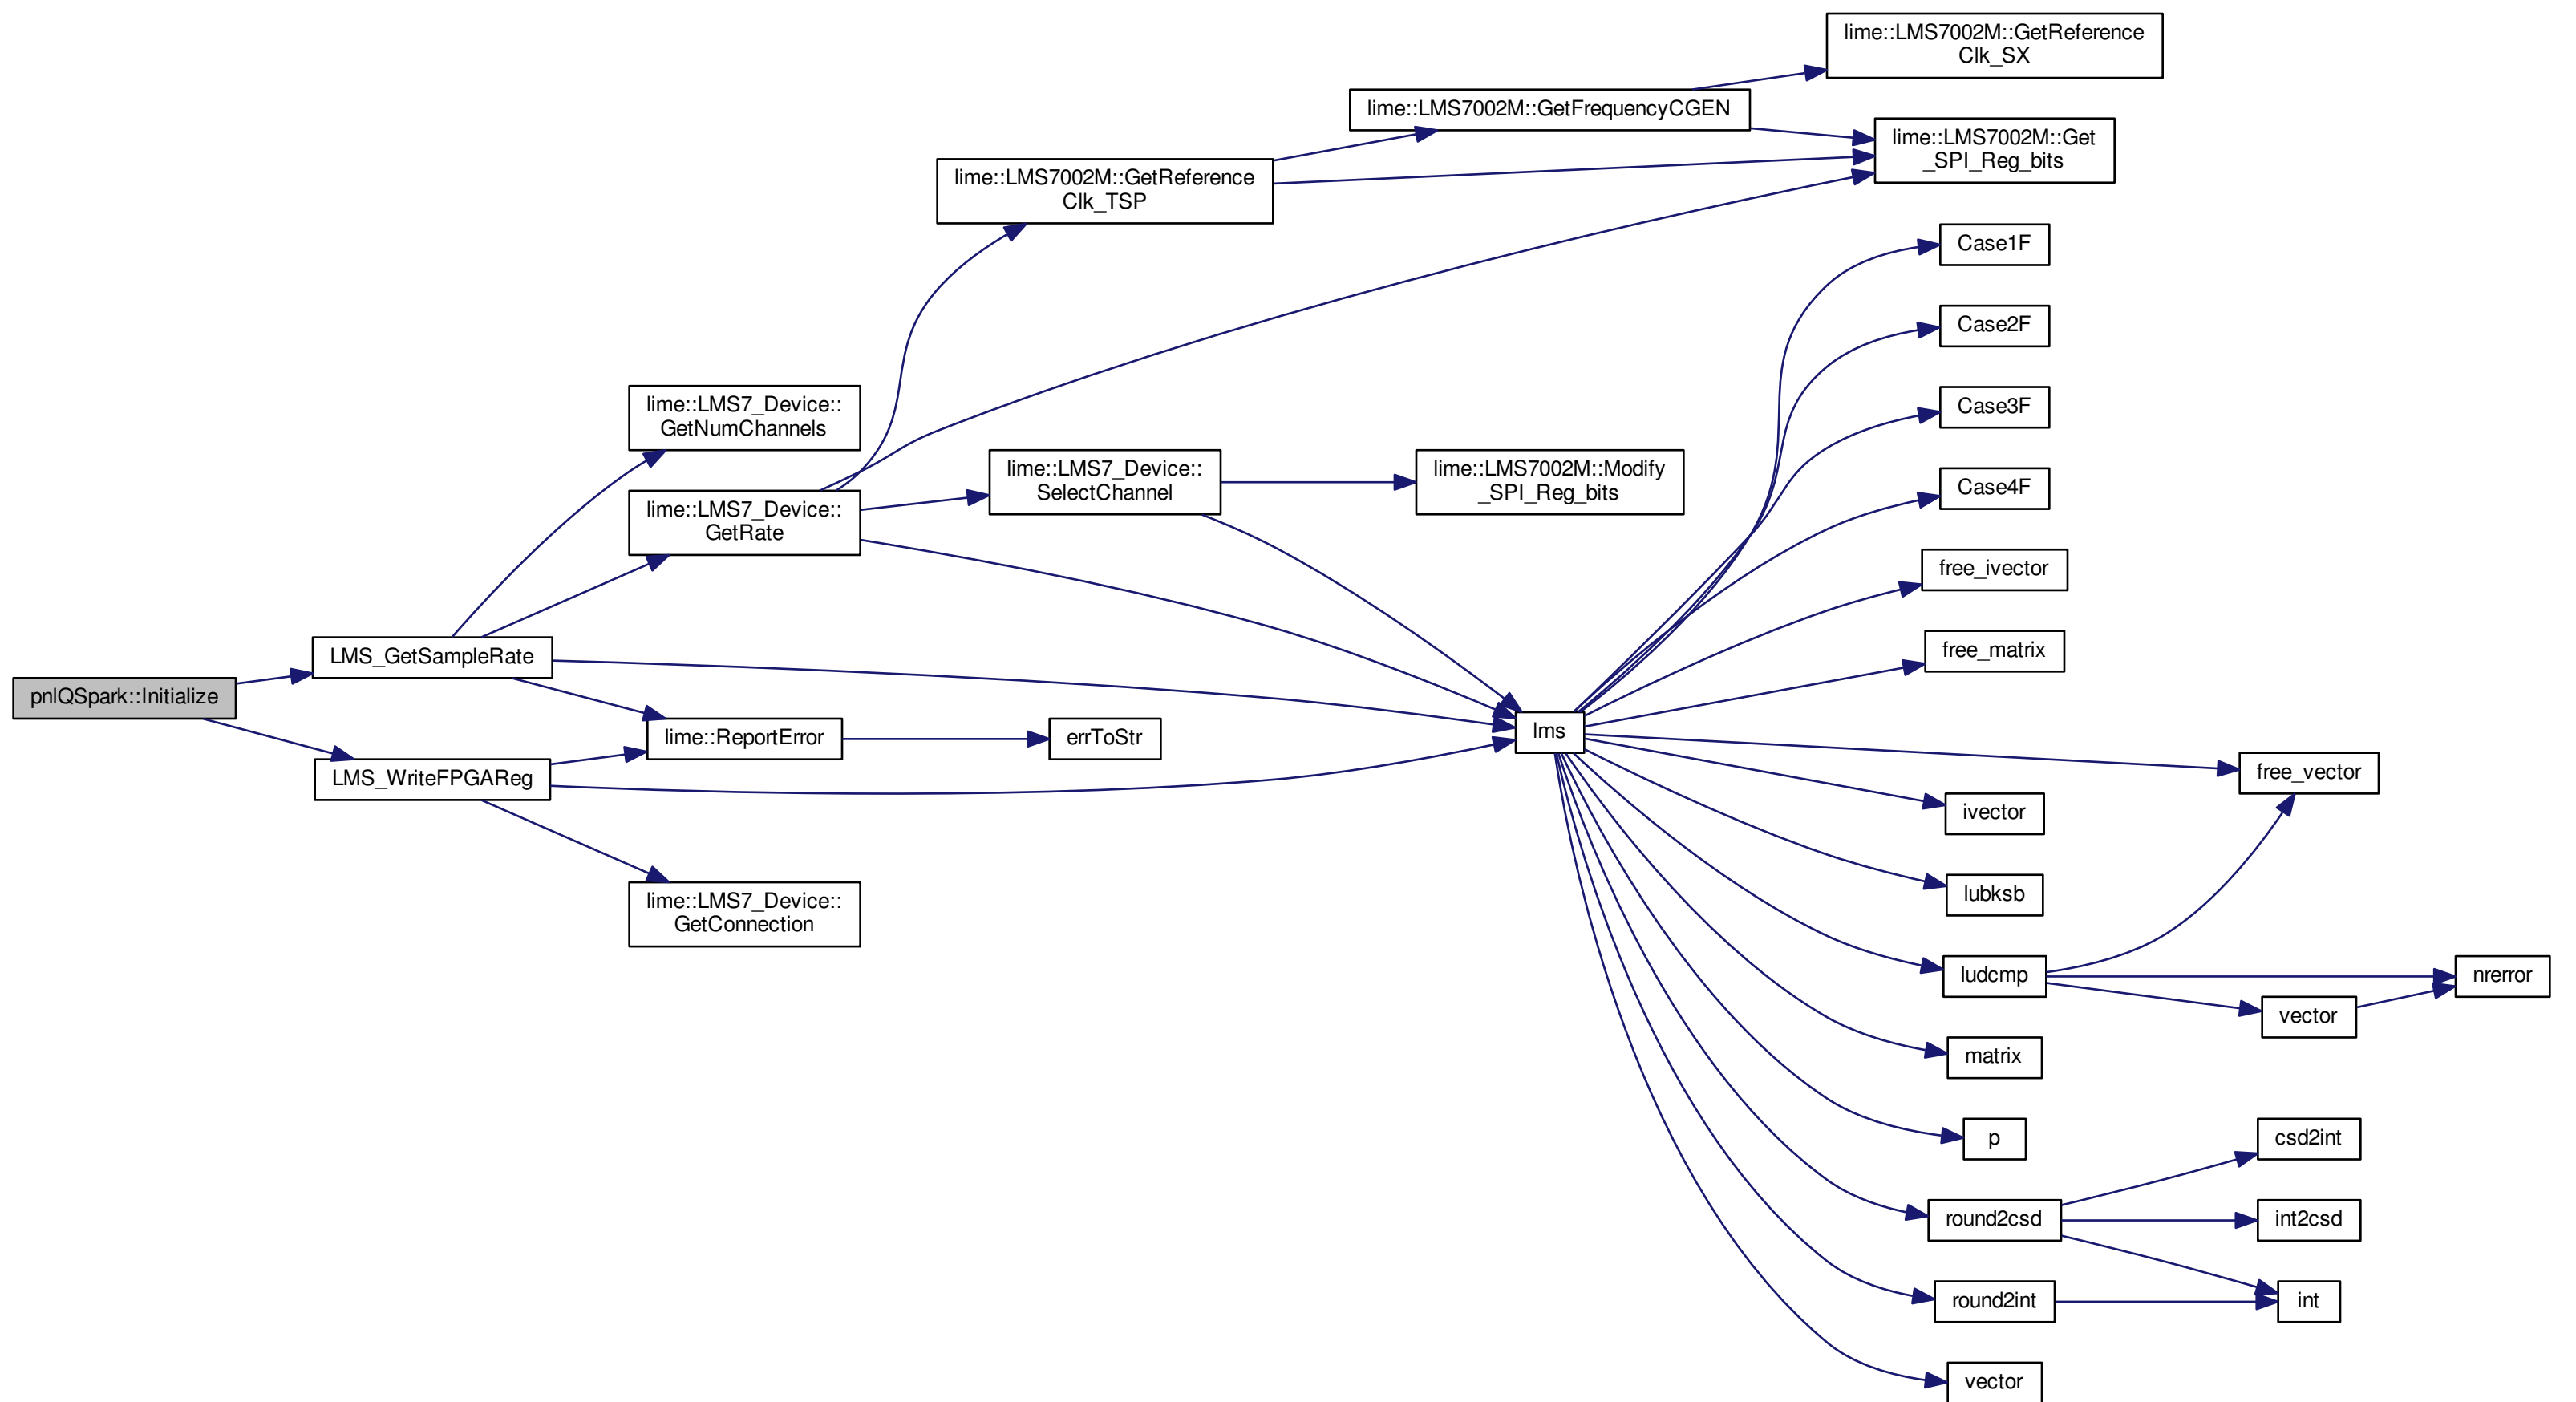 lime::LMS7002M::GetReference
Clk_SX
lime::LMS7002M::GetFrequencyCGEN
lime::LMS7002M::Get
_SPI_Reg_bits
lime::LMS7002M::GetReference
Clk_TSP
Case1F
Case2F
lime::LMS7_Device::
GetNumChannels
Case3F
lime::LMS7_Device::
SelectChannel
lime::LMS7002M::Modify
_SPI_Reg_bits
Case4F
lime::LMS7_Device::
GetRate
free_ivector
free_matrix
LMS_GetSampleRate
pnlQSpark::Initialize
lime::ReportError
errToStr
lms
LMS_WriteFPGAReg
free_vector
ivector
lime::LMS7_Device::
GetConnection
lubksb
ludcmp
nrerror
vector
matrix
p
csd2int
round2csd
int2csd
round2int
int
vector